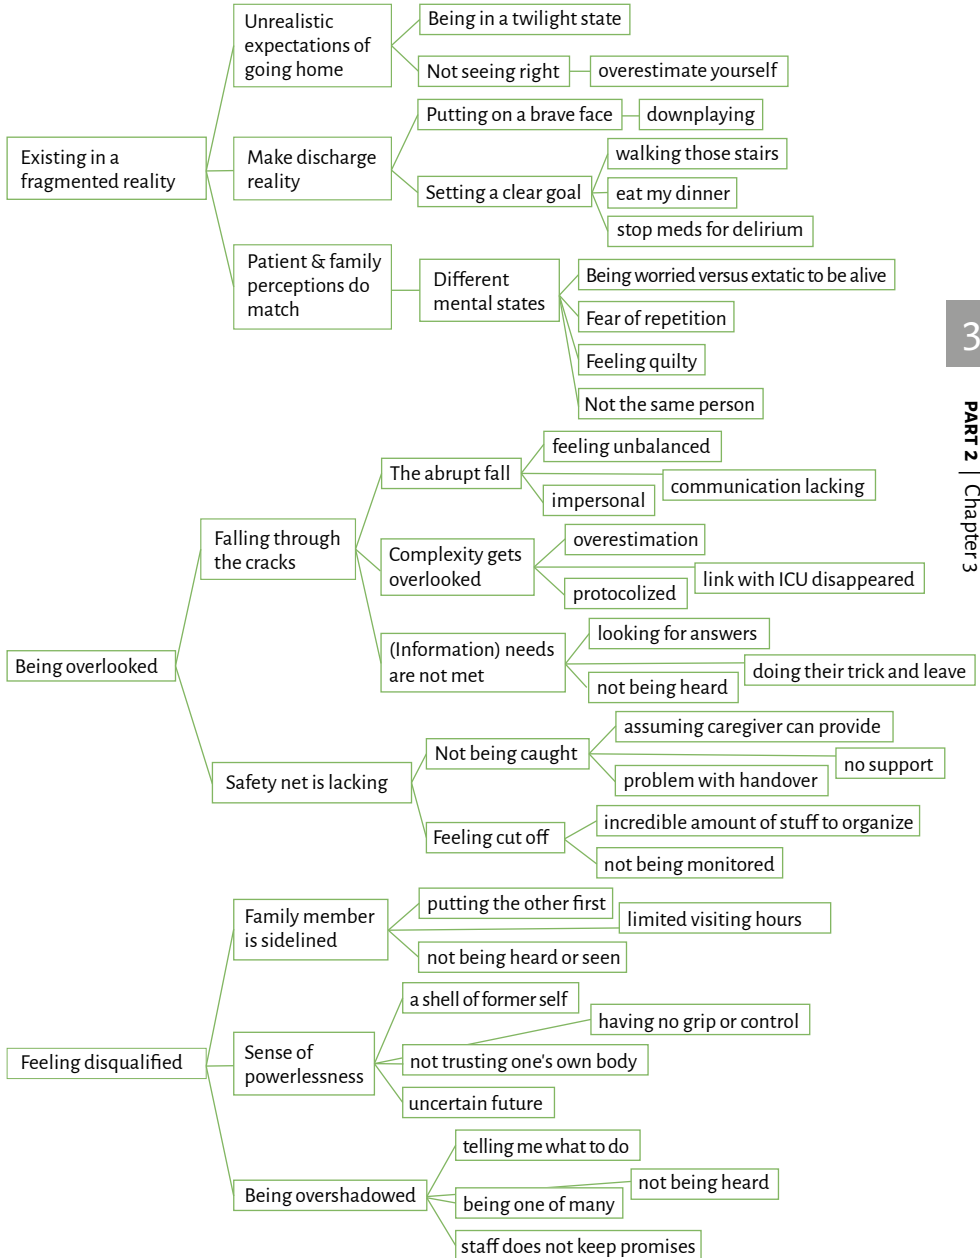 Existing in a
fragmented reality
Unrealistic
expectations of
going home
Being in a twilight state
Not seeing right
overestimate yourself
Make discharge
reality
Putting on a brave face
downplaying
Setting a clear goal
walking those stairs
eat my dinner
stop meds for delirium
Patient & family
perceptions do
match
Different
mental states
Being worried versus extatic to be alive
Fear of repetition
Feeling quilty
Not the same person
Being overlooked
Falling through
the cracks
The abrupt fall
feeling unbalanced
communication lacking
impersonal
Complexity gets
overlooked
overestimation
link with ICU disappeared
protocolized
(Information) needs
are not met
looking for answers
doing their trick and leave
not being heard
Safety net is lacking
Not being caught
assuming caregiver can provide
no support
problem with handover
Feeling cut off
incredible amount of stuff to organize
not being monitored
Feeling disqualified
Family member
is sidelined
putting the other first
limited visiting hours
not being heard or seen
Sense of
powerlessness
a shell of former self
having no grip or control
not trusting one's own body
uncertain future
Being overshadowed
telling me what to do
not being heard
being one of many
staff does not keep promises
3
PART 2 | Chapter 3